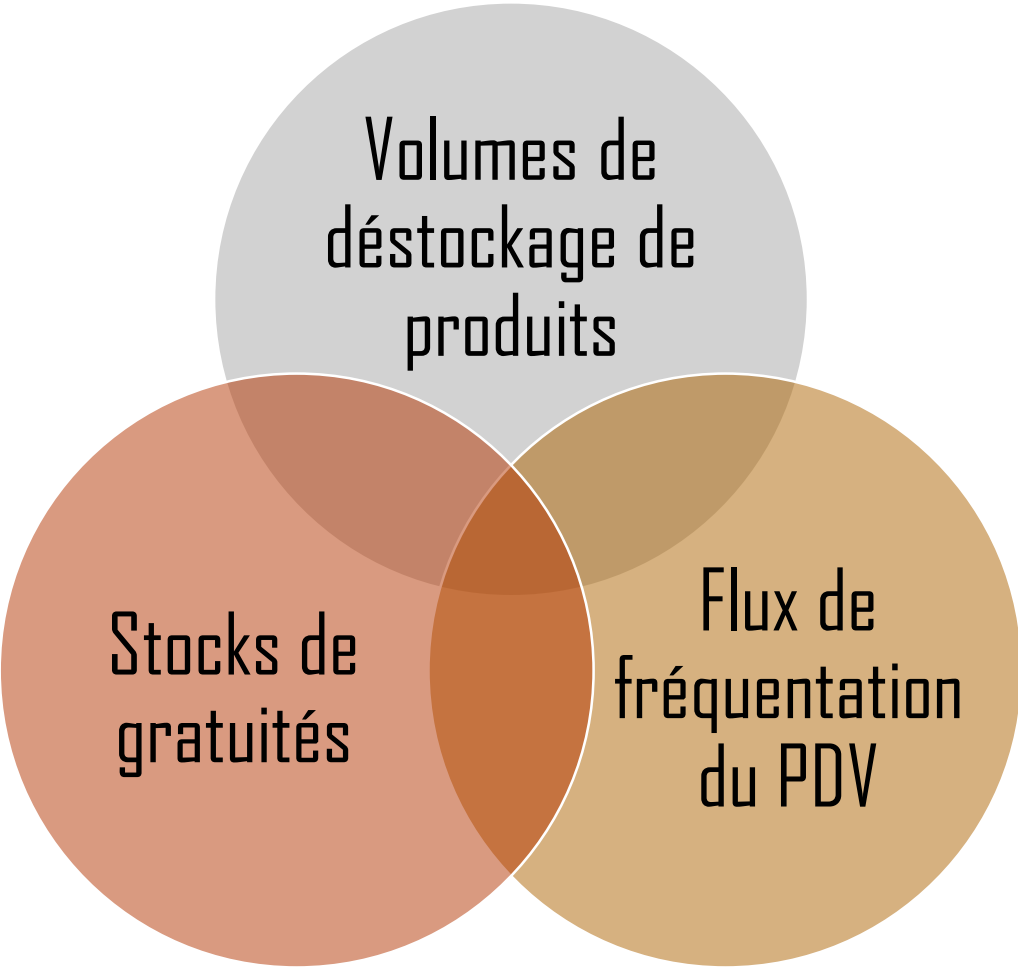 Volumes de
déstockage de
produits
Stocks de
gratuités
Flux de
fréquentation
du PDV